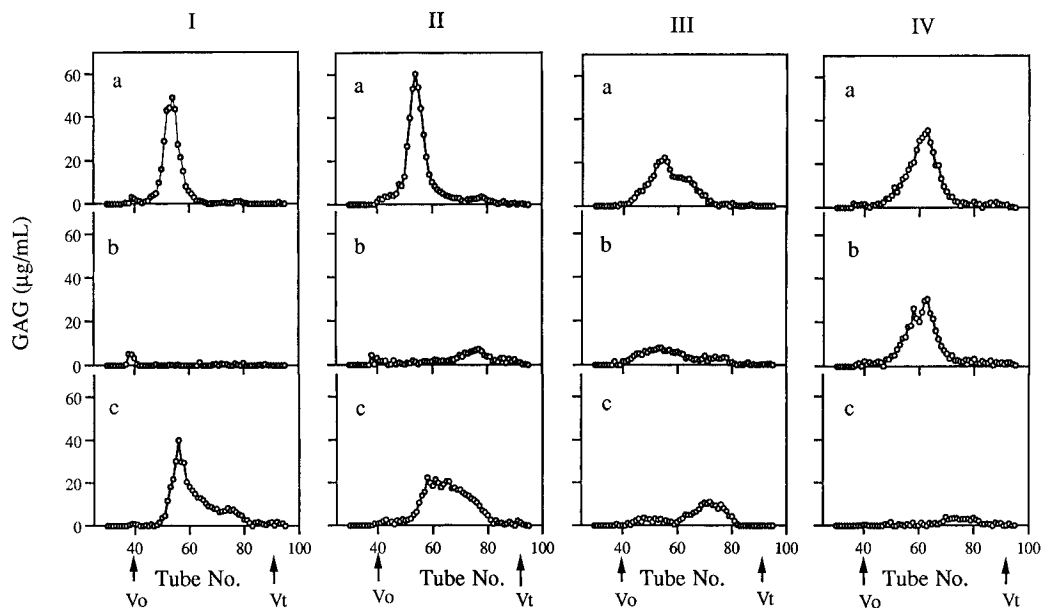 I II III IV
60 a a a a
40
20
0
60 b b b b
40
20
0
60 c c c c
40
20
0
GAG (μg/mL)
40 60 80 100 40 60 80 100 40 60 80 100 40 60 80 100
Tube No. Tube No. Tube No. Tube No.
Vo Vt Vo Vt Vo Vt Vo Vt